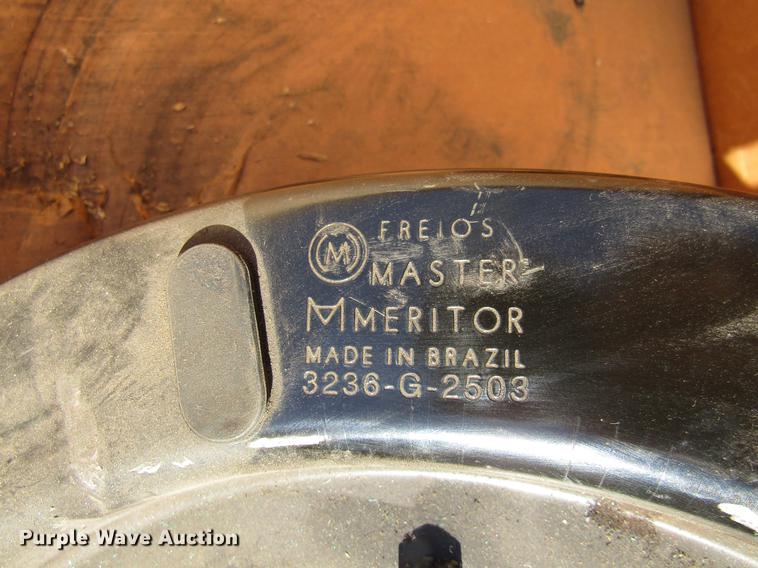 FREIOS
M MASTER
MERITOR
MADE IN BRAZIL
3236-G-2503
Purple Wave Auction